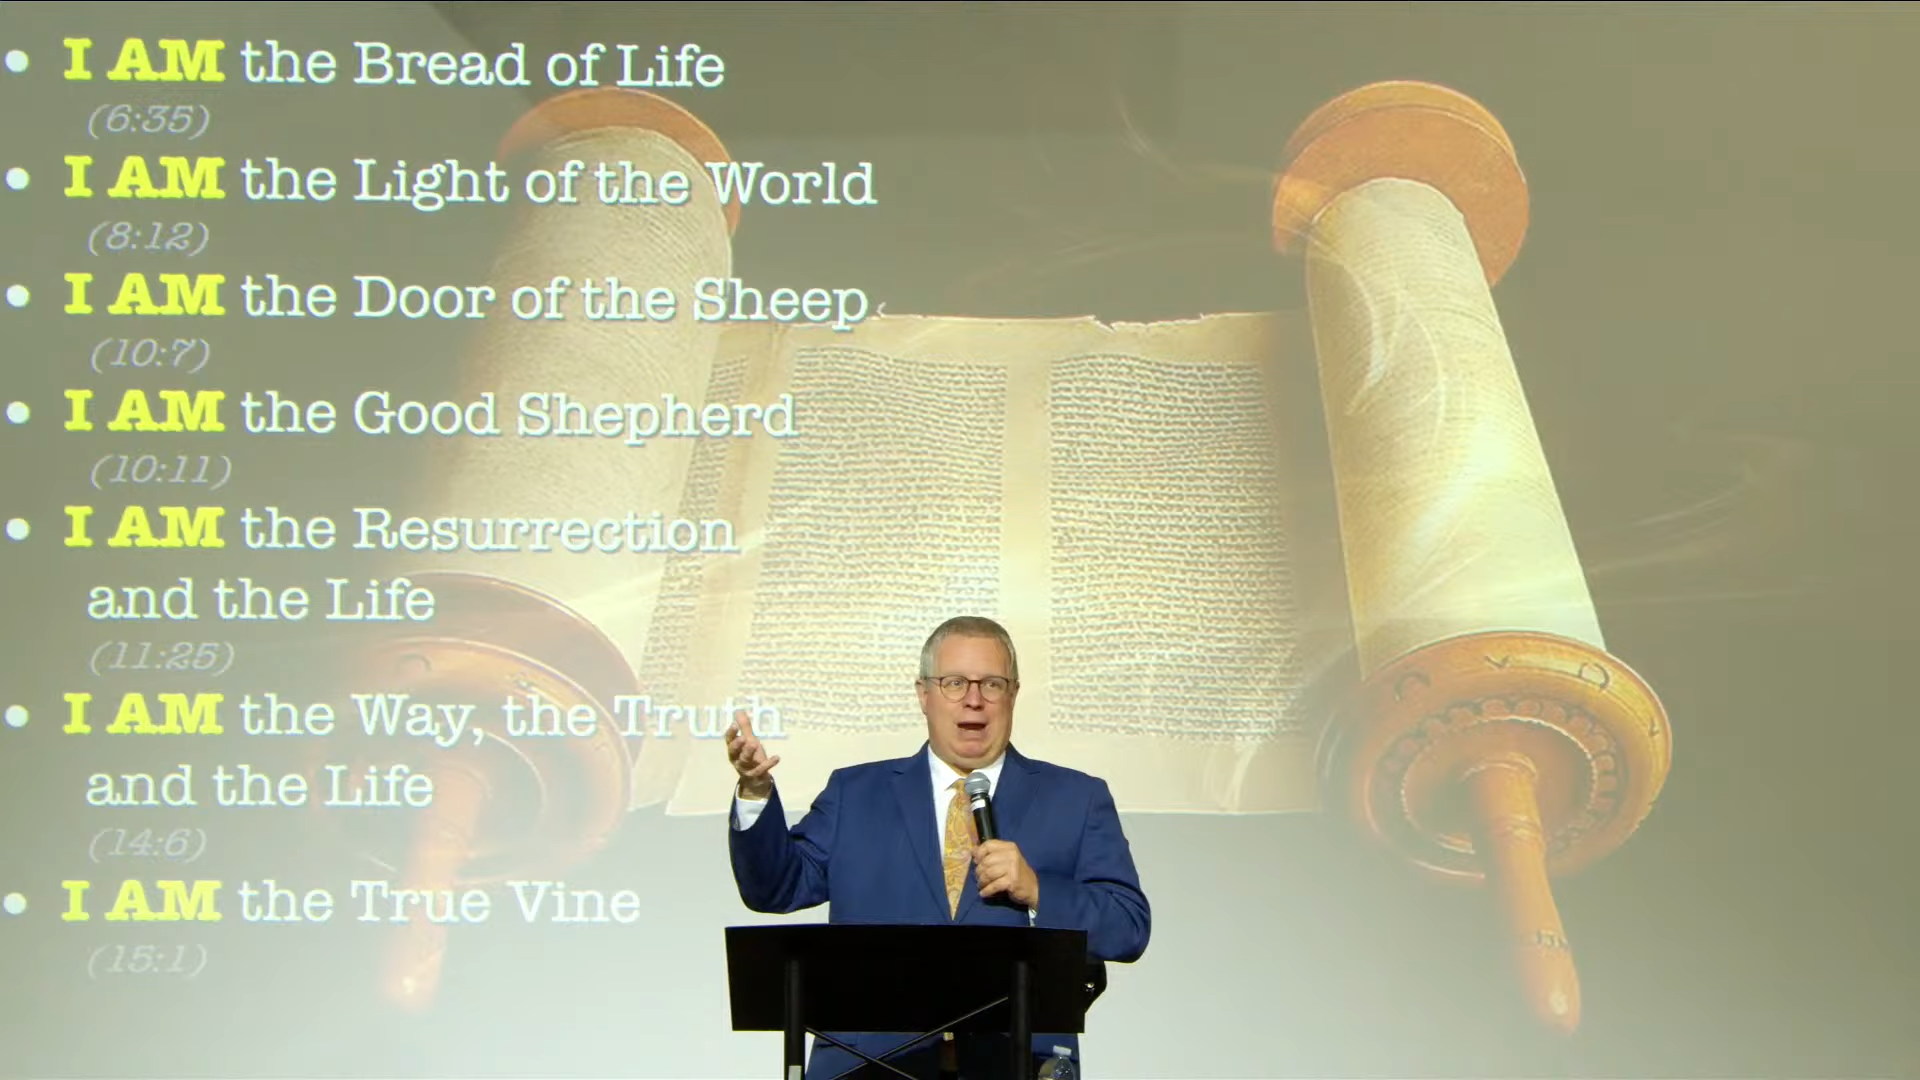 • I AM the Bread of Life
(6:35)
• I AM the Light of the World
(8:12)
• I AM the Door of the Sheep
(10:7)
• I AM the Good Shepherd
(10:11)
• I AM the Resurrection
and the Life
(11:25)
• I AM the Way, the Truth
and the Life
(14:6)
• I AM the True Vine
(15:1)